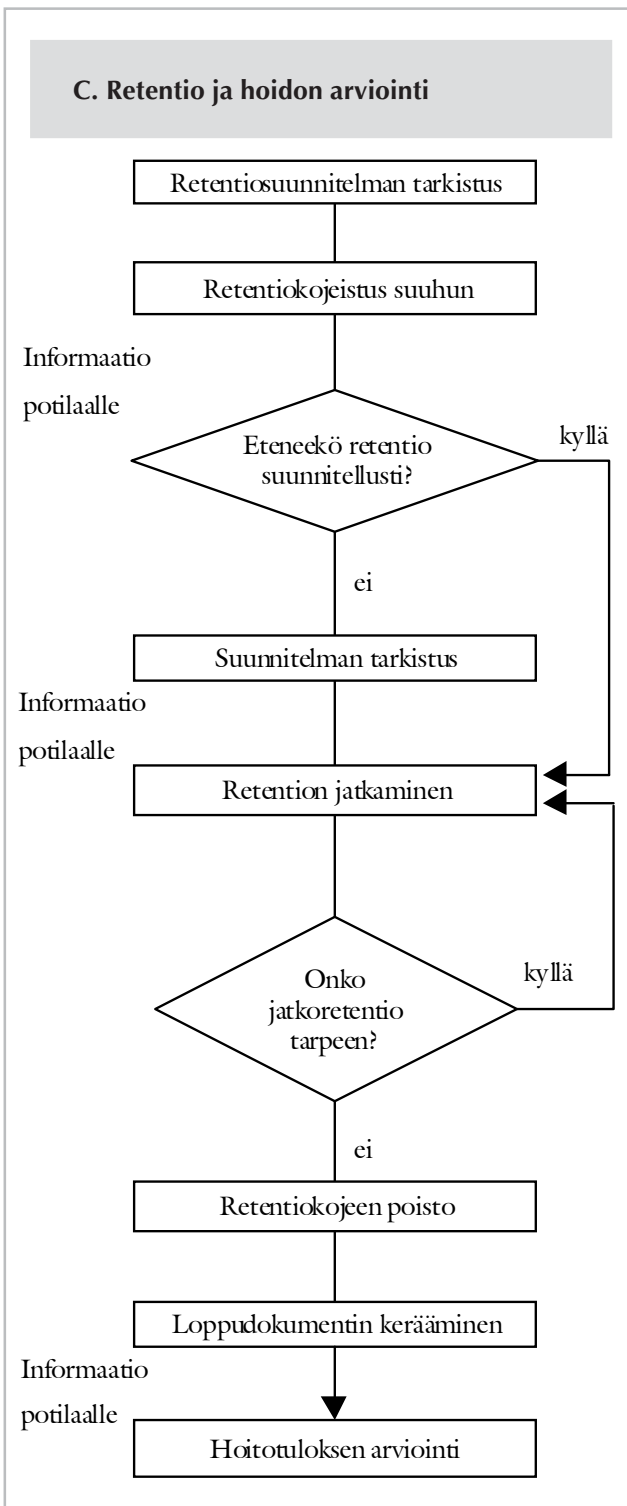 C. Retentio ja hoidon arviointi
Retentiosuunnitelman tarkistus
Retentiokojeistus suuhun
Informaatio
potilaalle
Eteneekö retentio
suunnitellusti?
kyllä
ei
Suunnitelman tarkistus
Informaatio
potilaalle
Retention jatkaminen
Onko
jatkoretentio
tarpeen?
kyllä
ei
Retentiokojeen poisto
Loppudokumentin kerääminen
Informaatio
potilaalle
Hoitotuloksen arviointi